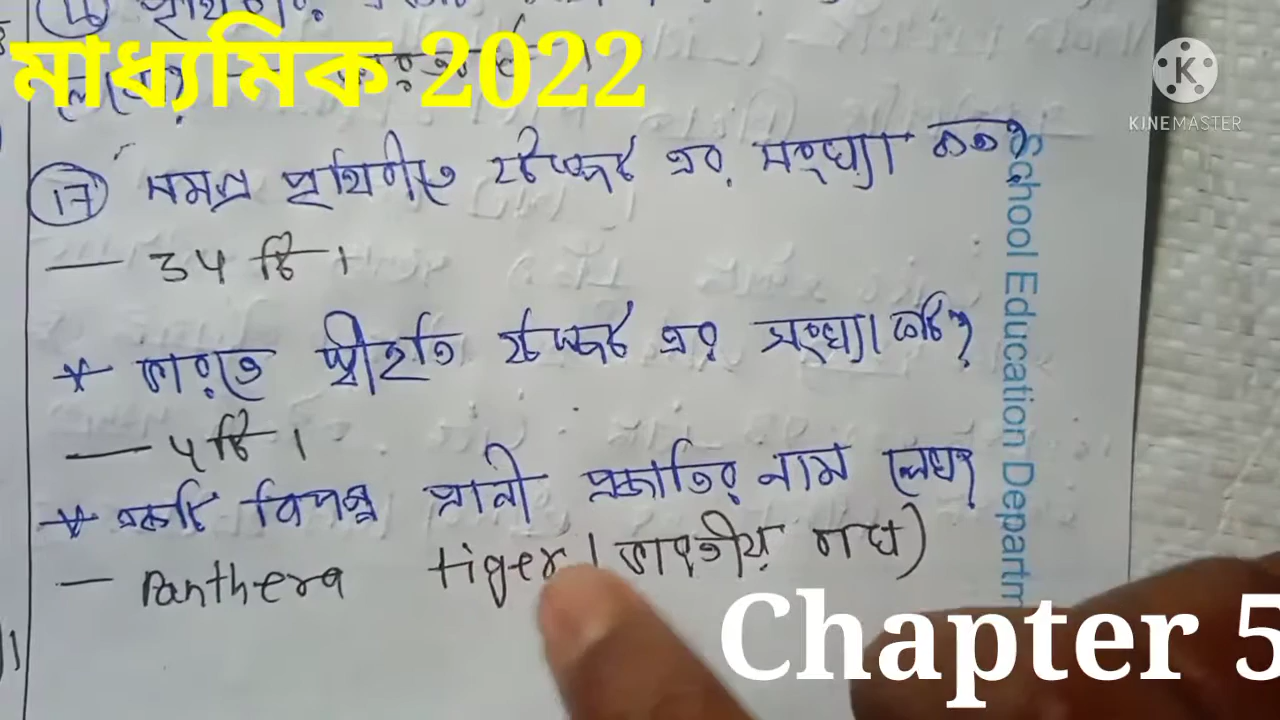 মাধ্যমিক 2022
K
KINEMASTER
17 সমগ্র পৃথিবীতে হটস্পট এর সংখ্যা কত?
— 34 টি।
* ভারতে স্বীকৃতি হটস্পট এর সংখ্যা কটি?
— 4 টি।
* একটি বিপন্ন প্রানী প্রজাতির নাম লেখ?
— Panthera tiger (ভারতীয় বাঘ)
School Education Departm
Chapter 5